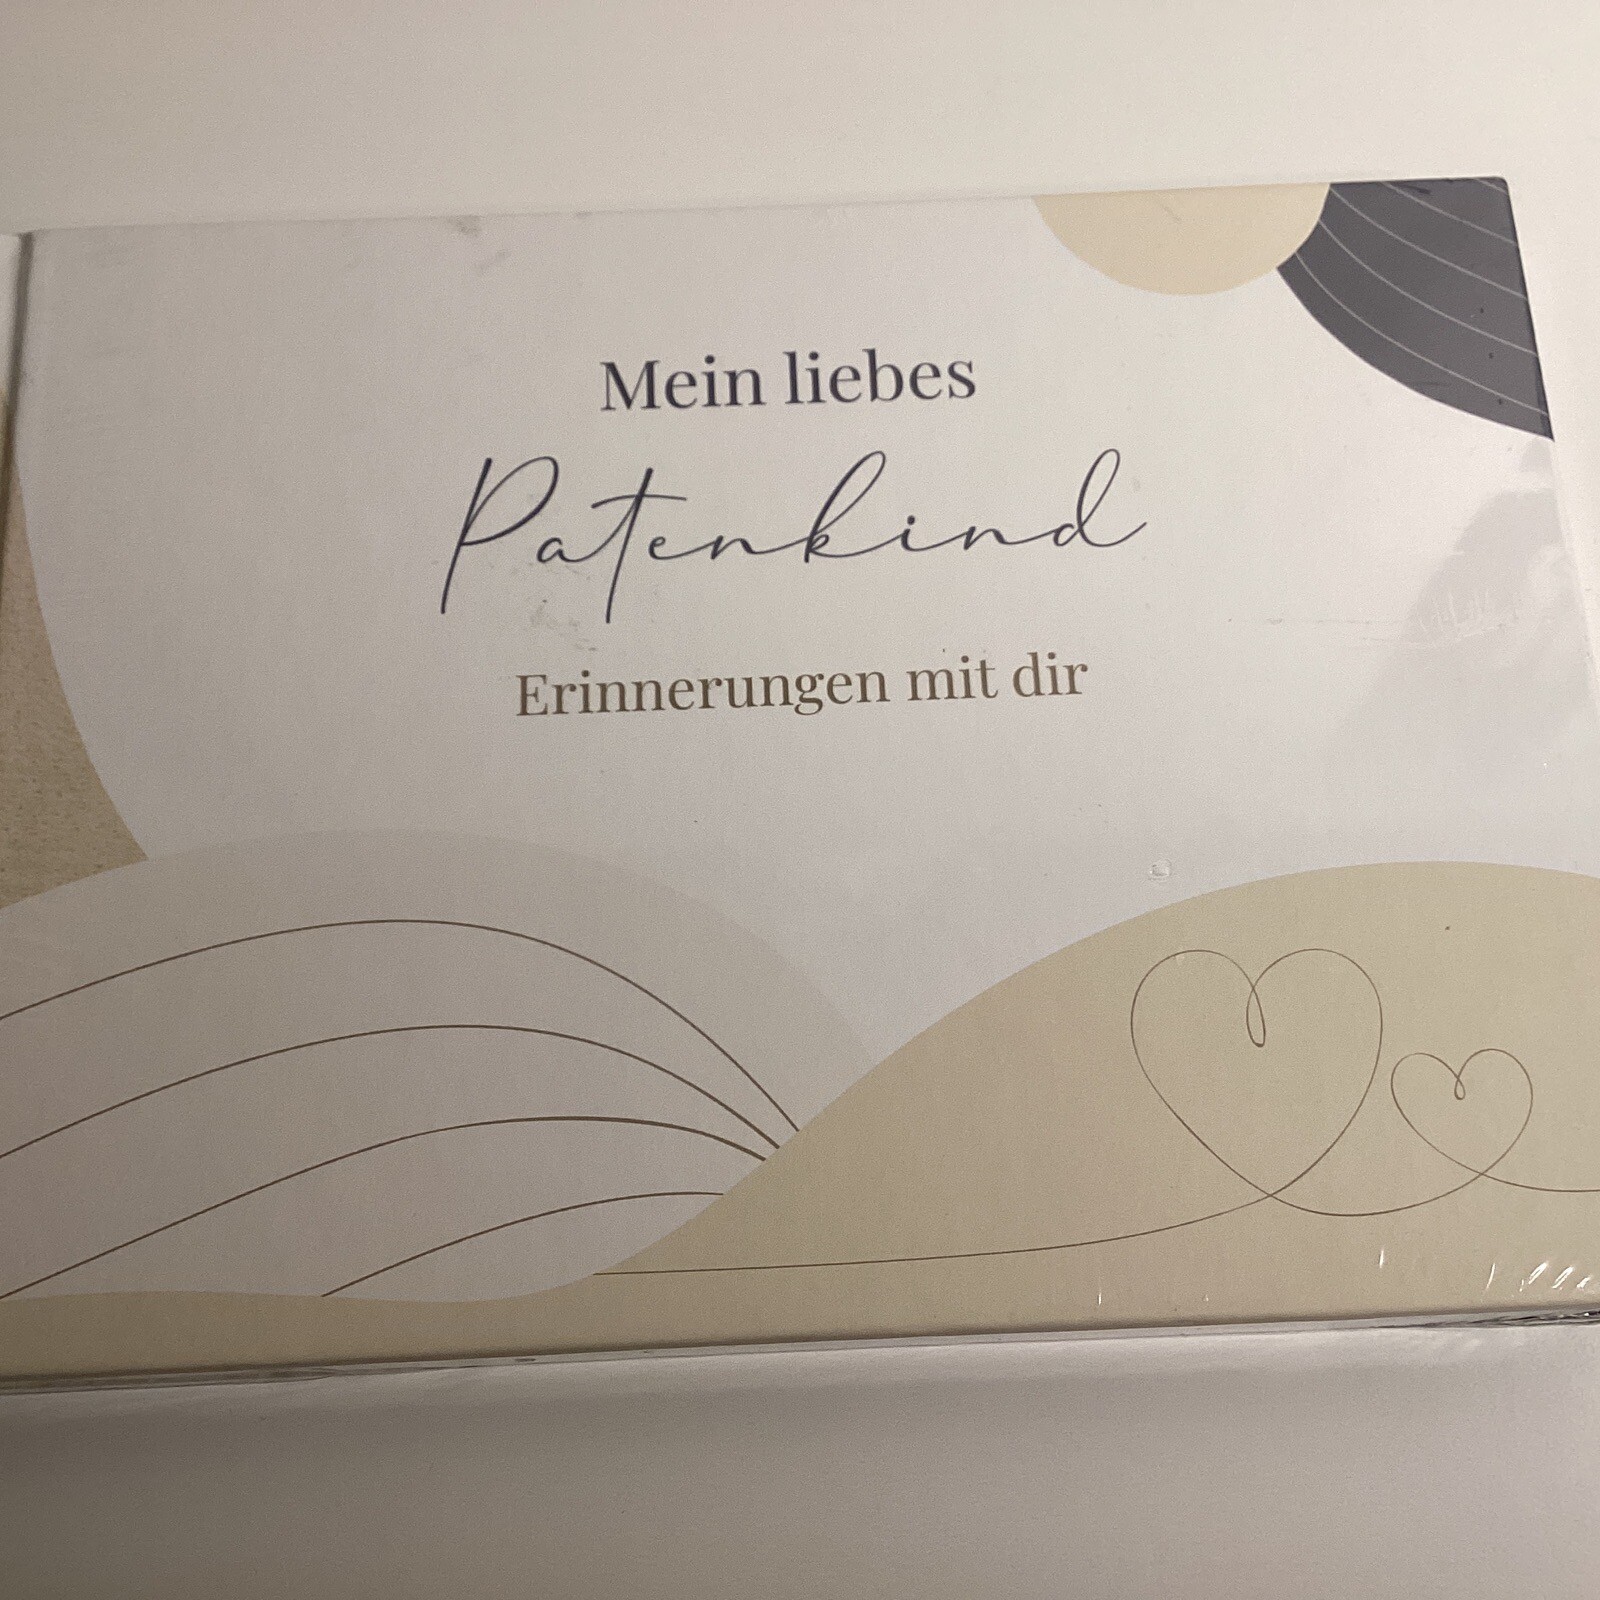 Mein liebes
Patenkind
Erinnerungen mit dir